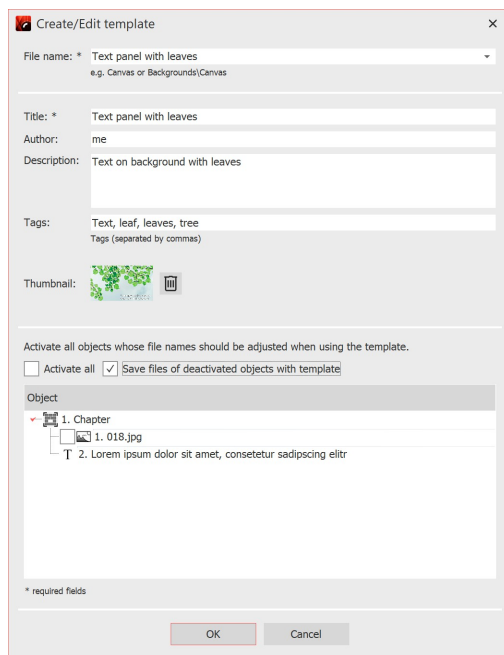 Create/Edit template
File name: * Text panel with leaves
e.g. Canvas or Backgrounds\Canvas
Title: * Text panel with leaves
Author: me
Description: Text on background with leaves
Tags: Text, leaf, leaves, tree
Tags (separated by commas)
Thumbnail:
Activate all objects whose file names should be adjusted when using the template.
Activate all Save files of deactivated objects with template
Object
1. Chapter
1. 018.jpg
T 2. Lorem ipsum dolor sit amet, consetetur sadipscing elitr
* required fields
OK Cancel